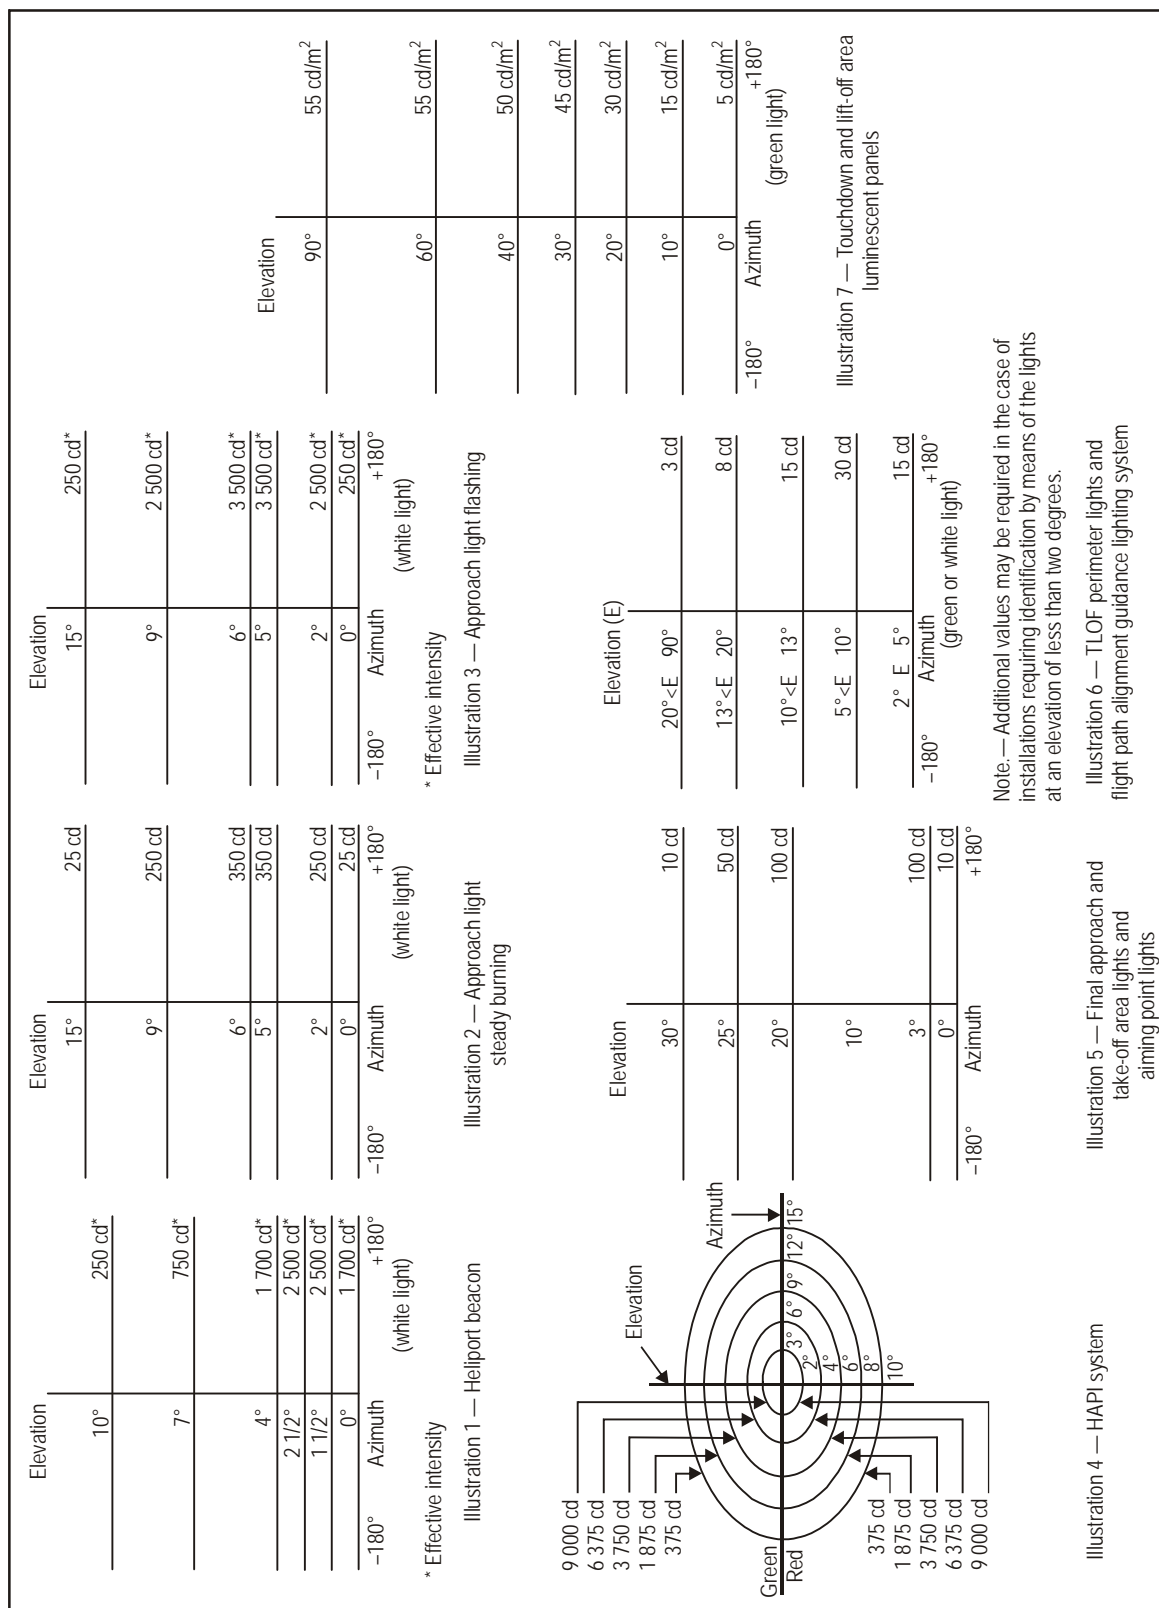 Elevation
10°
250 cd*
7°
750 cd*
4°
1 700 cd*
2 1/2°
2 500 cd*
1 1/2°
2 500 cd*
0°
1 700 cd*
–180°
Azimuth
+180°
(white light)
* Effective intensity
Illustration 1 — Heliport beacon
Elevation
15°
25 cd
9°
250 cd
6°
350 cd
5°
350 cd
2°
250 cd
0°
25 cd
–180°
Azimuth
+180°
(white light)
Illustration 2 — Approach light
steady burning
Elevation
15°
250 cd*
9°
2 500 cd*
6°
3 500 cd*
5°
3 500 cd*
2°
2 500 cd*
0°
250 cd*
–180°
Azimuth
+180°
(white light)
* Effective intensity
Illustration 3 — Approach light flashing
9 000 cd
6 375 cd
3 750 cd
1 875 cd
375 cd
Elevation
Azimuth
Green
Red
3°
6°
9°
12°
15°
2°
4°
6°
8°
10°
375 cd
1 875 cd
3 750 cd
6 375 cd
9 000 cd
Illustration 4 — HAPI system
Elevation
30°
10 cd
25°
50 cd
20°
100 cd
10°
3°
100 cd
0°
10 cd
–180°
Azimuth
+180°
Illustration 5 — Final approach and
take-off area lights and
aiming point lights
Elevation (E)
20°<E 90°
3 cd
13°<E 20°
8 cd
10°<E 13°
15 cd
5°<E 10°
30 cd
2° E 5°
15 cd
–180°
Azimuth
+180°
(green or white light)
Note.— Additional values may be required in the case of
installations requiring identification by means of the lights
at an elevation of less than two degrees.
Illustration 6 — TLOF perimeter lights and
flight path alignment guidance lighting system
Elevation
90°
55 cd/m²
60°
55 cd/m²
40°
50 cd/m²
30°
45 cd/m²
20°
30 cd/m²
10°
15 cd/m²
0°
5 cd/m²
–180°
Azimuth
+180°
(green light)
Illustration 7 — Touchdown and lift-off area
luminescent panels